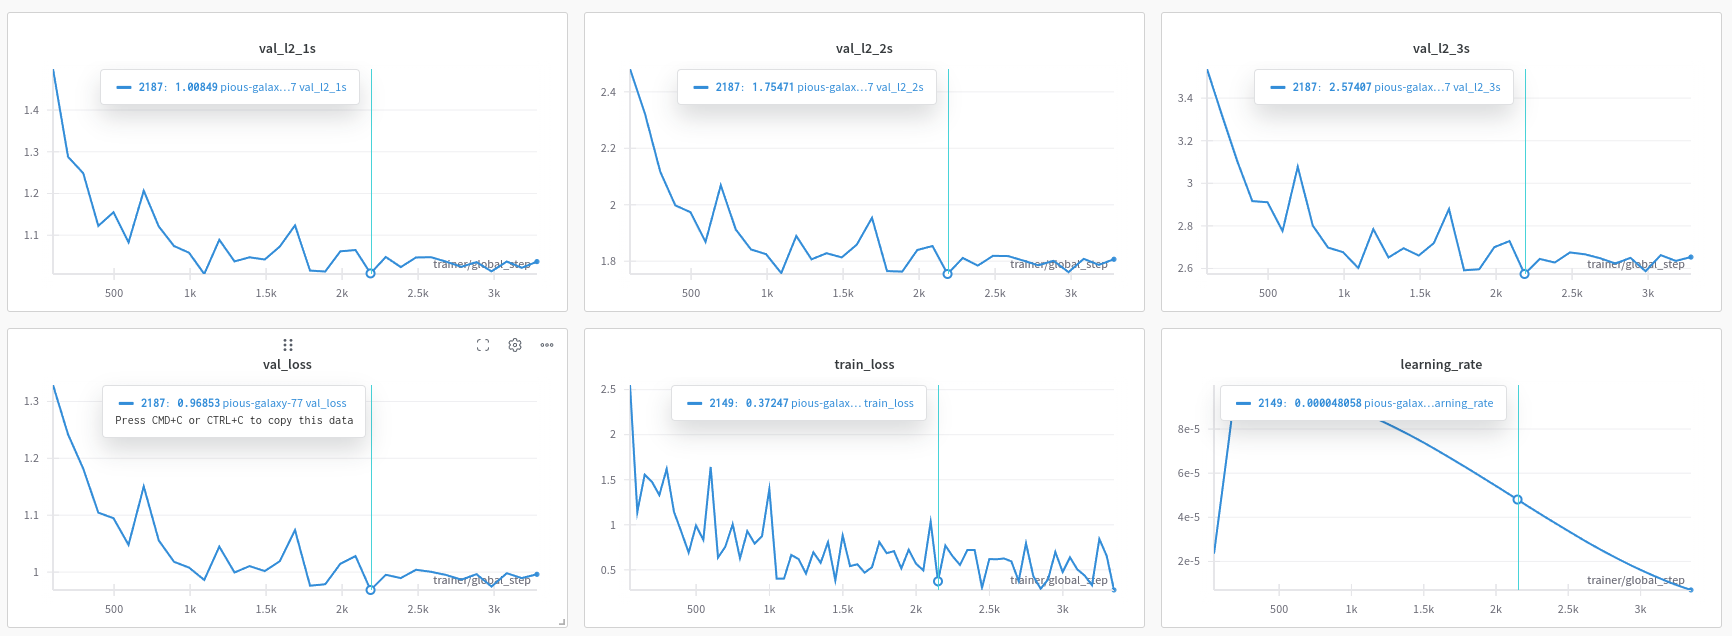 val_l2_1s
2187: 1.00849 pious-galax...7 val_l2_1s
1.4
1.3
1.2
1.1
trainer/global_step
500 1k 1.5k 2k 2.5k 3k
val_l2_2s
2187: 1.75471 pious-galax...7 val_l2_2s
2.4
2.2
2
1.8
trainer/global_step
500 1k 1.5k 2k 2.5k 3k
val_l2_3s
2187: 2.57407 pious-galax...7 val_l2_3s
3.4
3.2
3
2.8
2.6
trainer/global_step
500 1k 1.5k 2k 2.5k 3k
val_loss
2187: 0.96853 pious-galaxy-77 val_loss
Press CMD+C or CTRL+C to copy this data
1.3
1.2
1.1
1
trainer/global_step
500 1k 1.5k 2k 2.5k 3k
train_loss
2149: 0.37247 pious-galax... train_loss
2.5
2
1.5
1
0.5
trainer/global_step
500 1k 1.5k 2k 2.5k 3k
learning_rate
2149: 0.000048058 pious-galax...arning_rate
8e-5
6e-5
4e-5
2e-5
trainer/global_step
500 1k 1.5k 2k 2.5k 3k